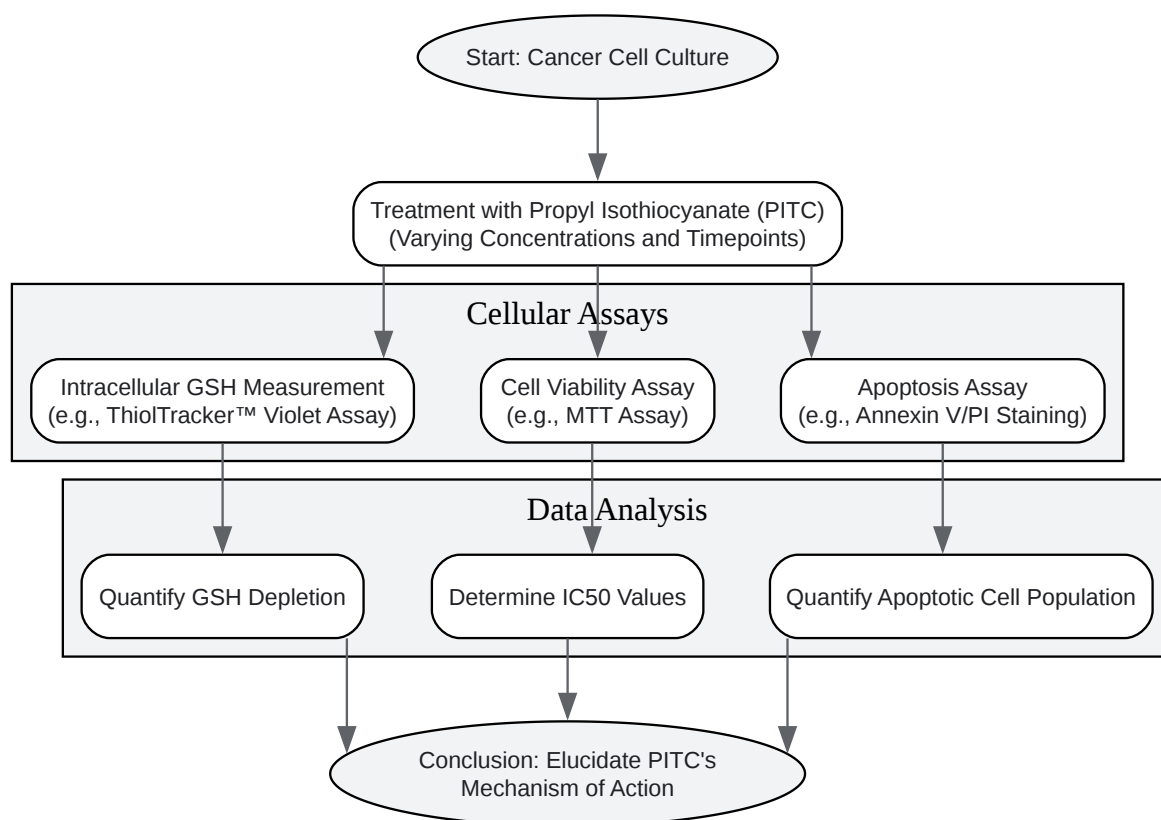 Start: Cancer Cell Culture
Treatment with Propyl Isothiocyanate (PITC)
(Varying Concentrations and Timepoints)
Cellular Assays
Intracellular GSH Measurement
(e.g., ThiolTracker™ Violet Assay)
Cell Viability Assay
(e.g., MTT Assay)
Apoptosis Assay
(e.g., Annexin V/PI Staining)
Data Analysis
Quantify GSH Depletion
Determine IC50 Values
Quantify Apoptotic Cell Population
Conclusion: Elucidate PITC's
Mechanism of Action